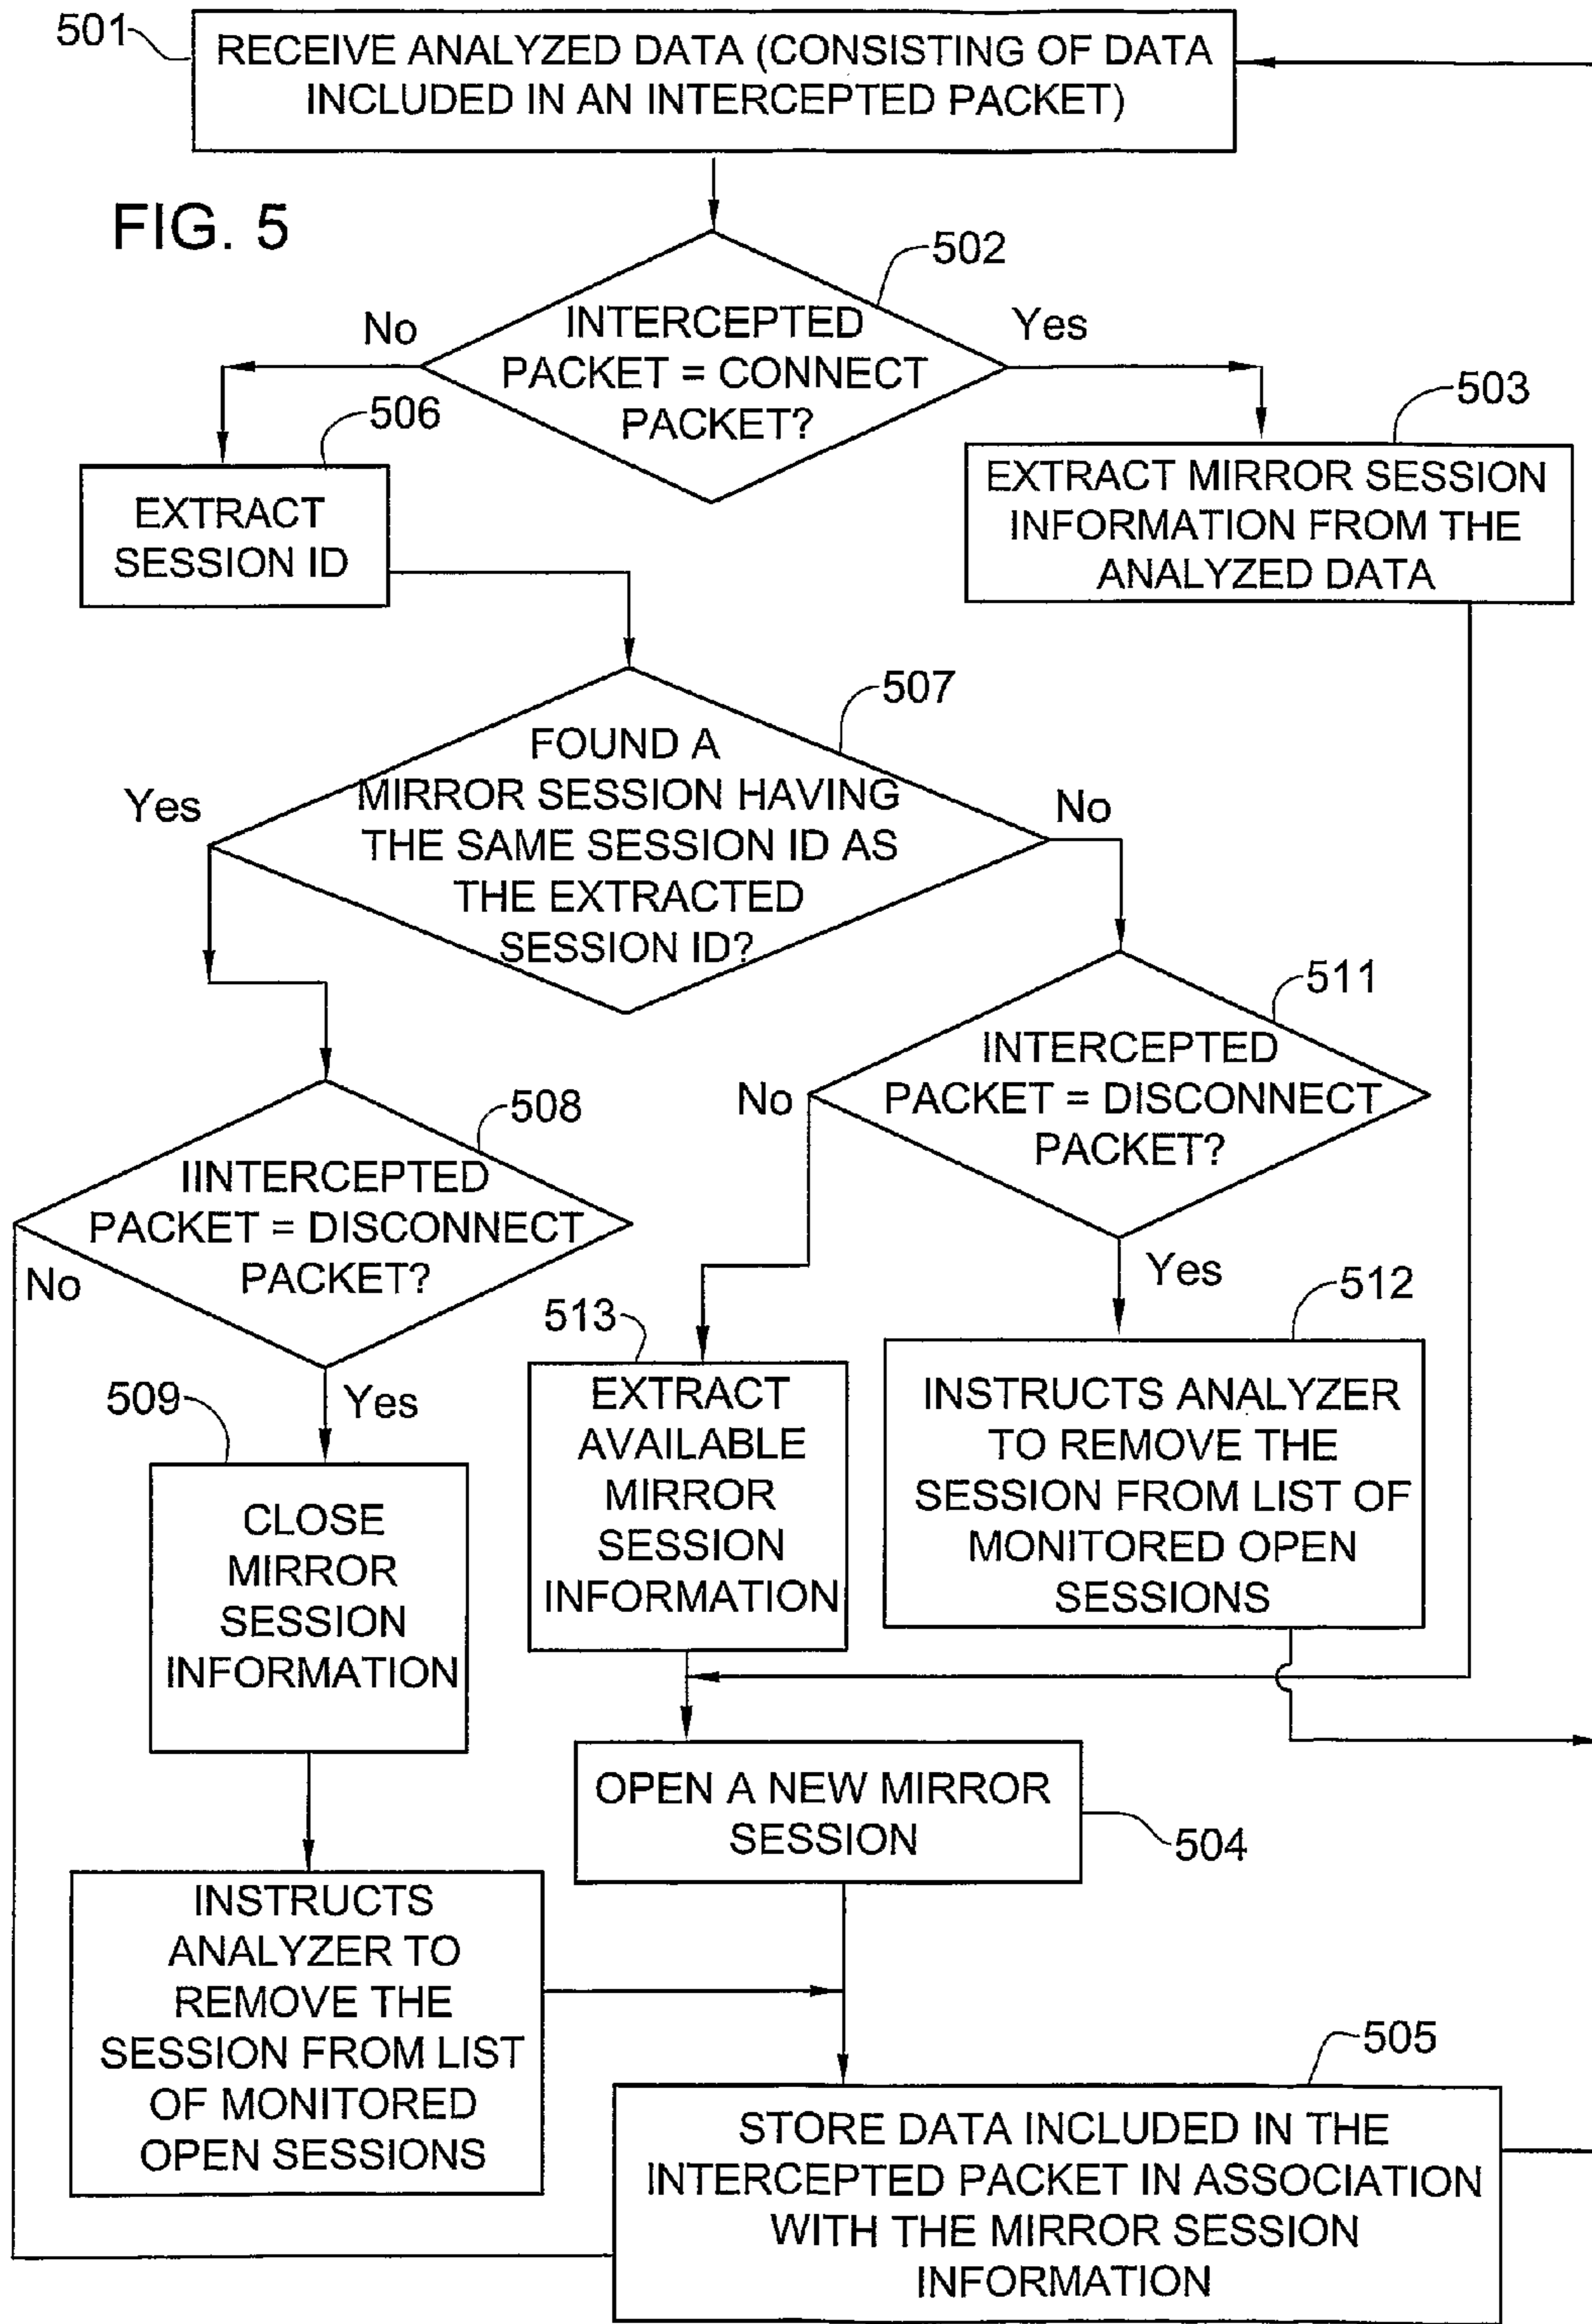 501
RECEIVE ANALYZED DATA (CONSISTING OF DATA
INCLUDED IN AN INTERCEPTED PACKET)
FIG. 5
502
INTERCEPTED
PACKET = CONNECT
PACKET?
No
Yes
506
EXTRACT
SESSION ID
503
EXTRACT MIRROR SESSION
INFORMATION FROM THE
ANALYZED DATA
507
FOUND A
MIRROR SESSION HAVING
THE SAME SESSION ID AS
THE EXTRACTED
SESSION ID?
Yes
No
511
INTERCEPTED
PACKET = DISCONNECT
PACKET?
No
Yes
508
IINTERCEPTED
PACKET = DISCONNECT
PACKET?
No
Yes
513
EXTRACT
AVAILABLE
MIRROR
SESSION
INFORMATION
512
INSTRUCTS ANALYZER
TO REMOVE THE
SESSION FROM LIST OF
MONITORED OPEN
SESSIONS
509
CLOSE
MIRROR
SESSION
INFORMATION
OPEN A NEW MIRROR
SESSION
504
INSTRUCTS
ANALYZER TO
REMOVE THE
SESSION FROM LIST
OF MONITORED
OPEN SESSIONS
505
STORE DATA INCLUDED IN THE
INTERCEPTED PACKET IN ASSOCIATION
WITH THE MIRROR SESSION
INFORMATION